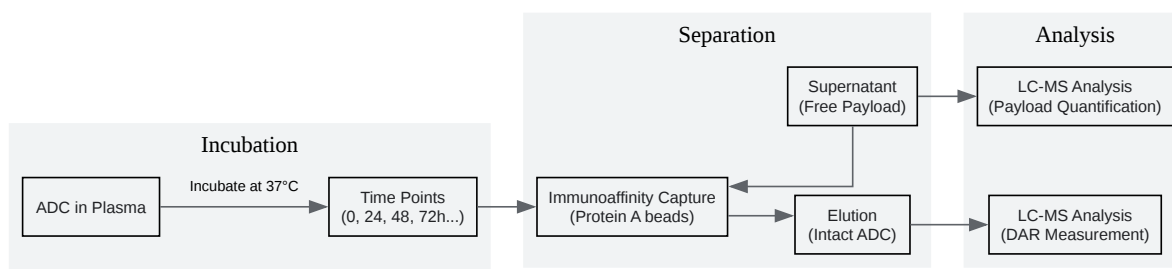 Incubation
ADC in Plasma
Incubate at 37°C
Time Points
(0, 24, 48, 72h...)
Separation
Supernatant
(Free Payload)
Immunoaffinity Capture
(Protein A beads)
Elution
(Intact ADC)
Analysis
LC-MS Analysis
(Payload Quantification)
LC-MS Analysis
(DAR Measurement)